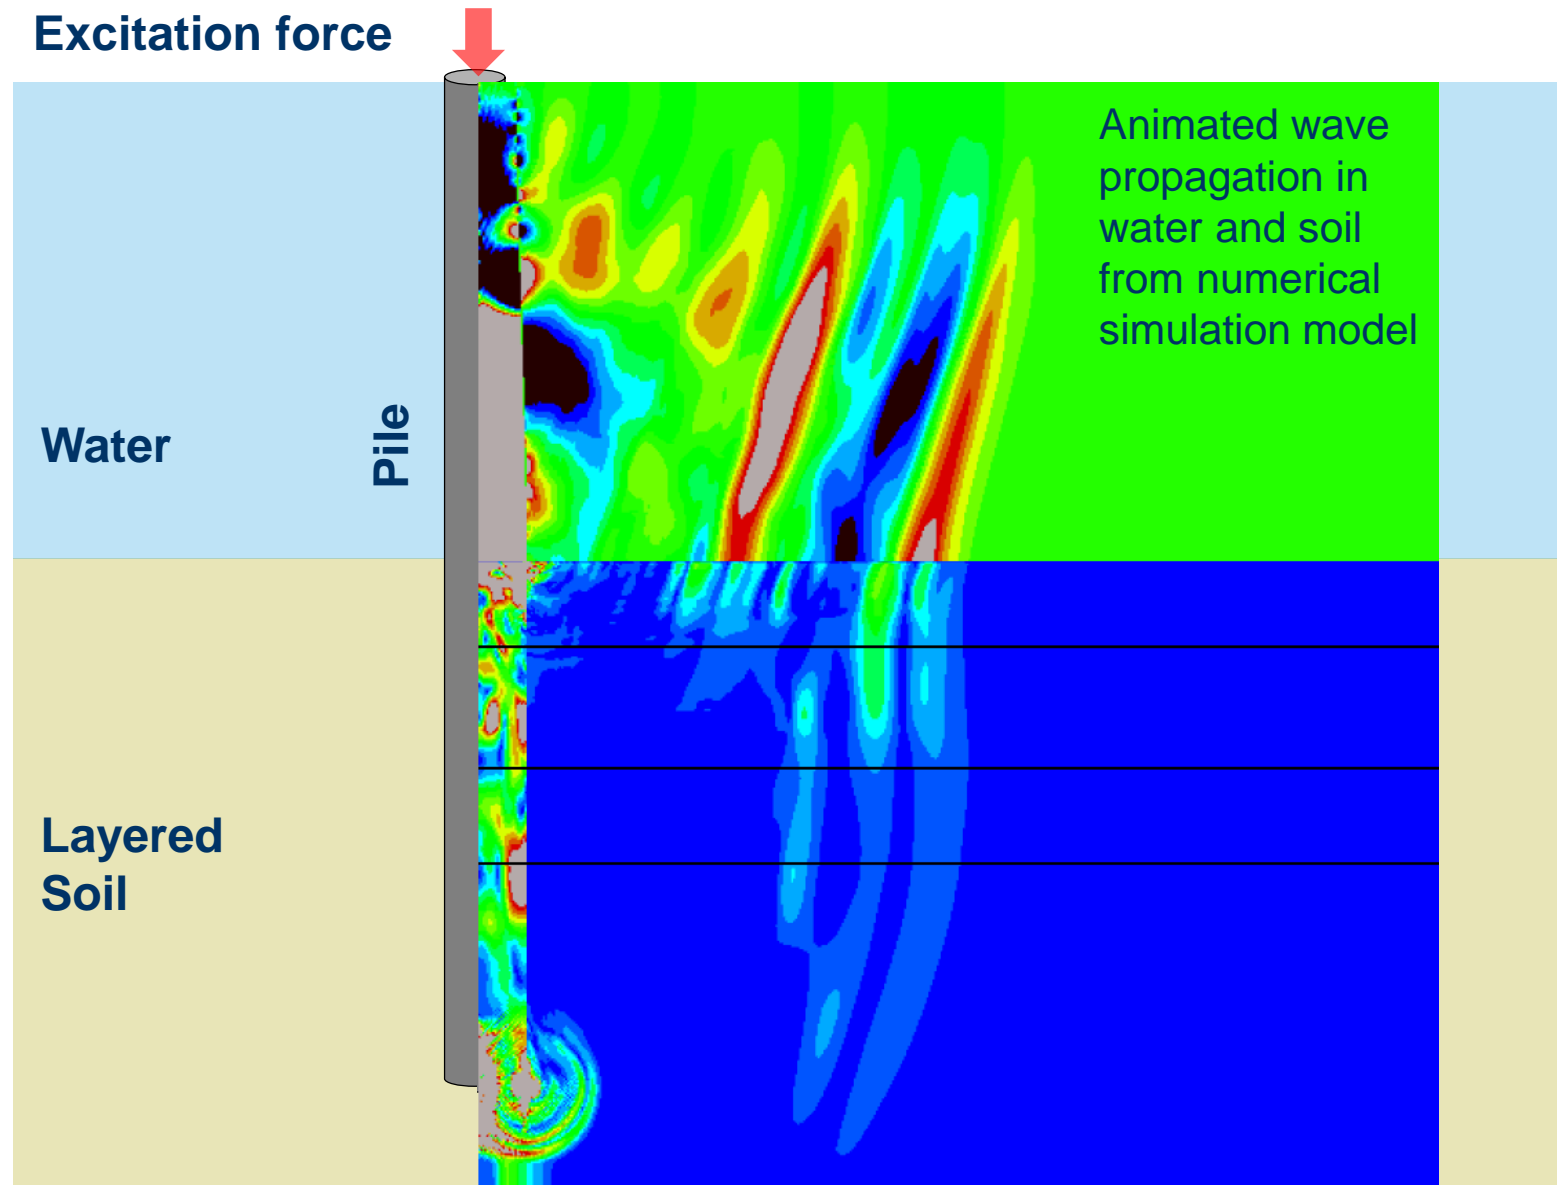 Excitation force
Animated wave
propagation in
water and soil
from numerical
simulation model
Water
Pile
Layered
Soil